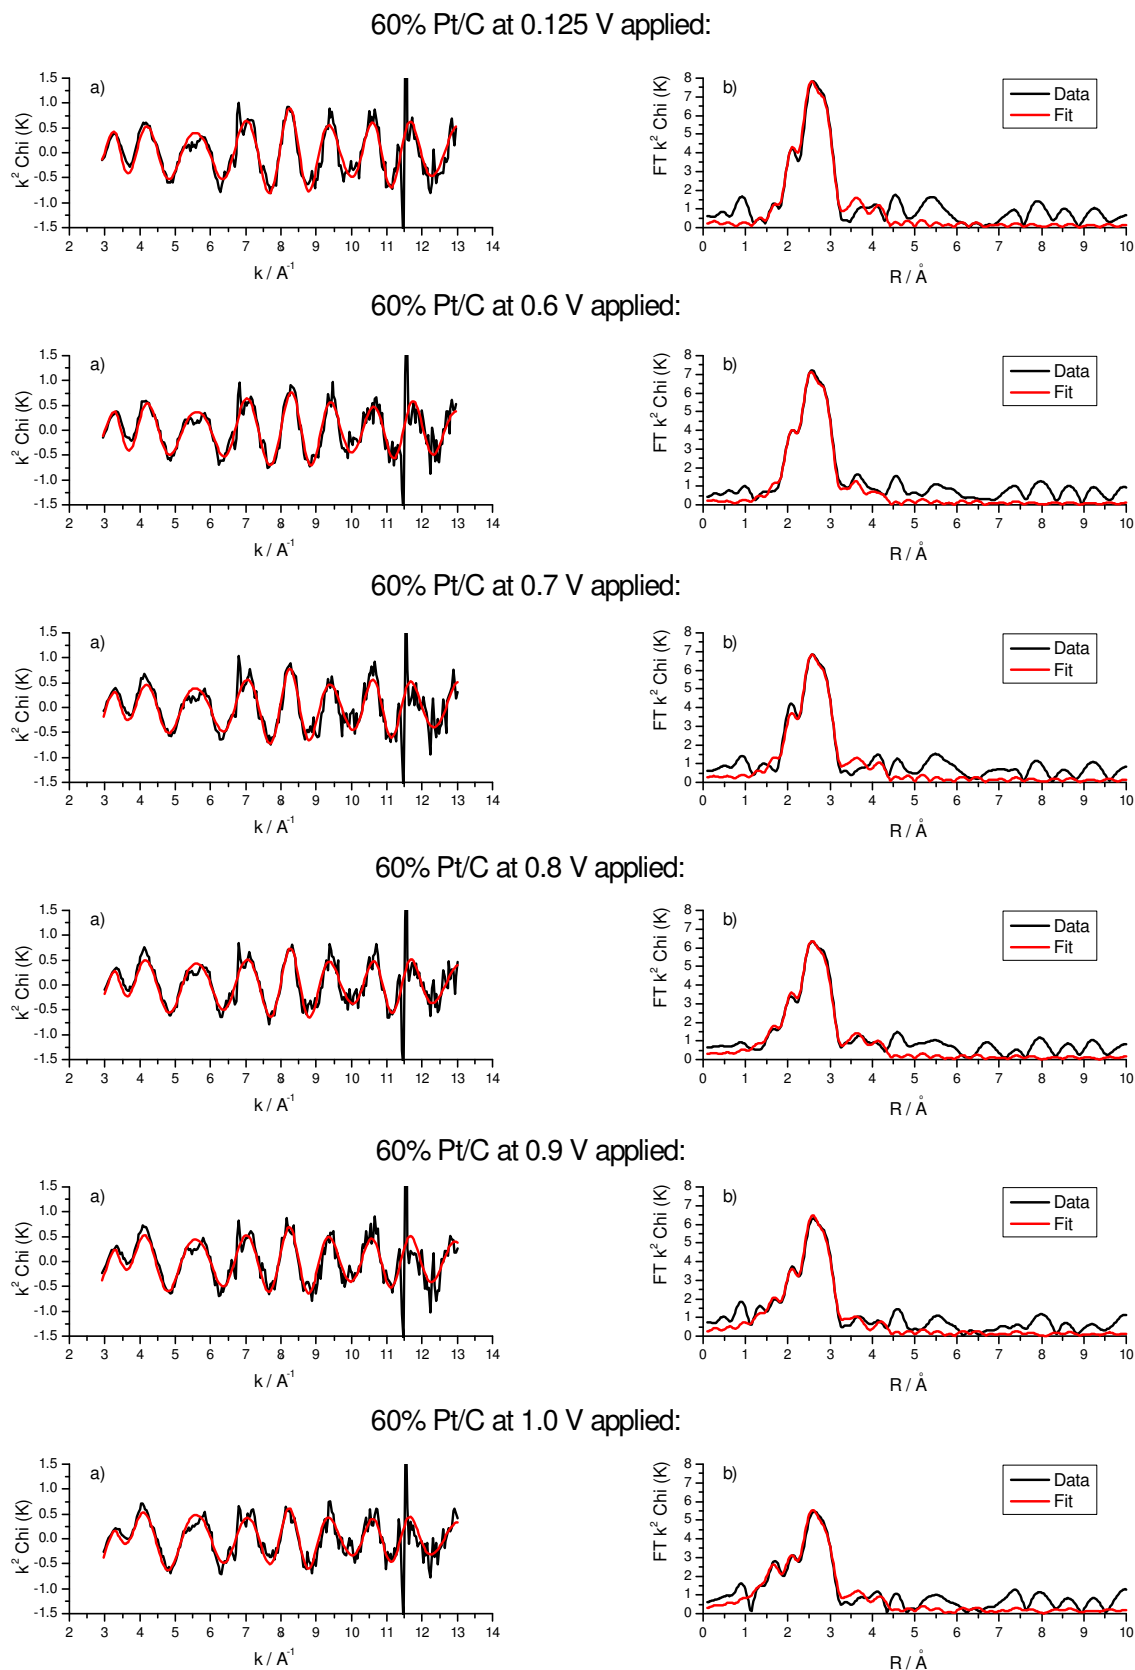 60% Pt/C at 0.125 V applied:
a)
k² Chi (K)
1.5
1.0
0.5
0.0
-0.5
-1.0
-1.5
2 3 4 5 6 7 8 9 10 11 12 13 14
k / A⁻¹
b)
Data
Fit
FT k² Chi (K)
8
7
6
5
4
3
2
1
0
0 1 2 3 4 5 6 7 8 9 10
R / Å
60% Pt/C at 0.6 V applied:
a)
k² Chi (K)
1.5
1.0
0.5
0.0
-0.5
-1.0
-1.5
2 3 4 5 6 7 8 9 10 11 12 13 14
k / A⁻¹
b)
Data
Fit
FT k² Chi (K)
8
7
6
5
4
3
2
1
0
0 1 2 3 4 5 6 7 8 9 10
R / Å
60% Pt/C at 0.7 V applied:
a)
k² Chi (K)
1.5
1.0
0.5
0.0
-0.5
-1.0
-1.5
2 3 4 5 6 7 8 9 10 11 12 13 14
k / A⁻¹
b)
Data
Fit
FT k² Chi (K)
8
7
6
5
4
3
2
1
0
0 1 2 3 4 5 6 7 8 9 10
R / Å
60% Pt/C at 0.8 V applied:
a)
k² Chi (K)
1.5
1.0
0.5
0.0
-0.5
-1.0
-1.5
2 3 4 5 6 7 8 9 10 11 12 13 14
k / A⁻¹
b)
Data
Fit
FT k² Chi (K)
8
7
6
5
4
3
2
1
0
0 1 2 3 4 5 6 7 8 9 10
R / Å
60% Pt/C at 0.9 V applied:
a)
k² Chi (K)
1.5
1.0
0.5
0.0
-0.5
-1.0
-1.5
2 3 4 5 6 7 8 9 10 11 12 13 14
k / A⁻¹
b)
Data
Fit
FT k² Chi (K)
8
7
6
5
4
3
2
1
0
0 1 2 3 4 5 6 7 8 9 10
R / Å
60% Pt/C at 1.0 V applied:
a)
k² Chi (K)
1.5
1.0
0.5
0.0
-0.5
-1.0
-1.5
2 3 4 5 6 7 8 9 10 11 12 13 14
k / A⁻¹
b)
Data
Fit
FT k² Chi (K)
8
7
6
5
4
3
2
1
0
0 1 2 3 4 5 6 7 8 9 10
R / Å